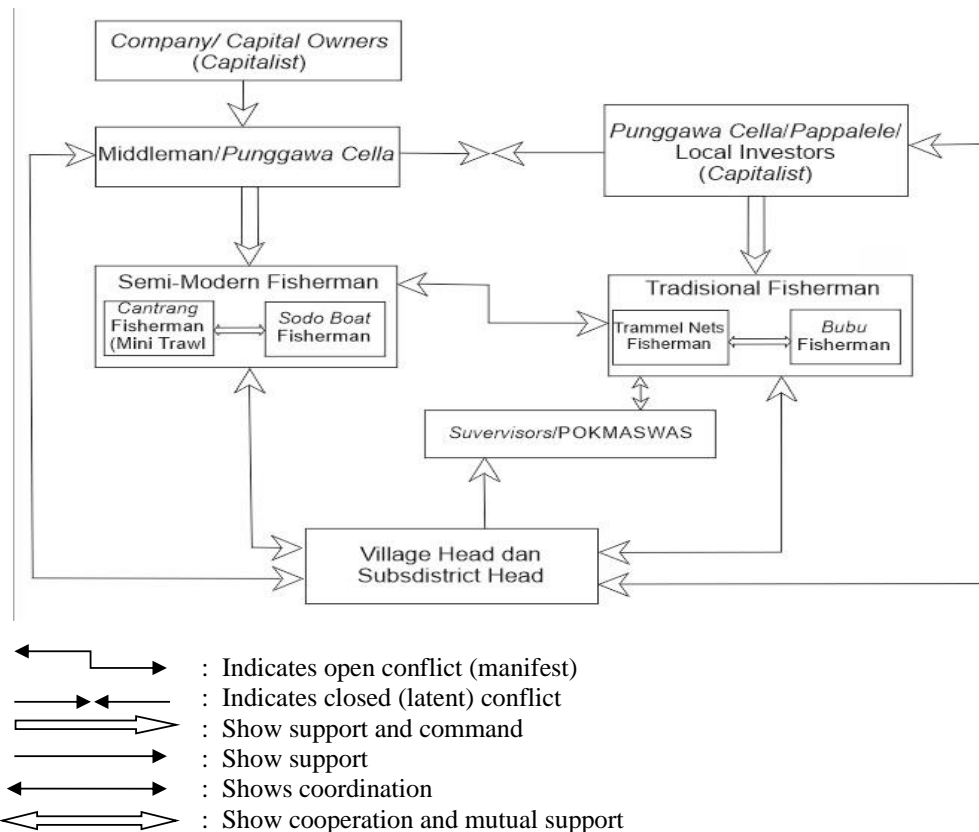 Company/ Capital Owners
(Capitalist)
Middleman/Punggawa Cella
Punggawa Cella/Pappalele/
Local Investors
(Capitalist)
Semi-Modern Fisherman
Cantrang
Fisherman
(Mini Trawl
Sodo Boat
Fisherman
Tradisional Fisherman
Trammel Nets
Fisherman
Bubu
Fisherman
Suvervisors/POKMASWAS
Village Head dan
Subsdistrict Head
: Indicates open conflict (manifest)
: Indicates closed (latent) conflict
: Show support and command
: Show support
: Shows coordination
: Show cooperation and mutual support